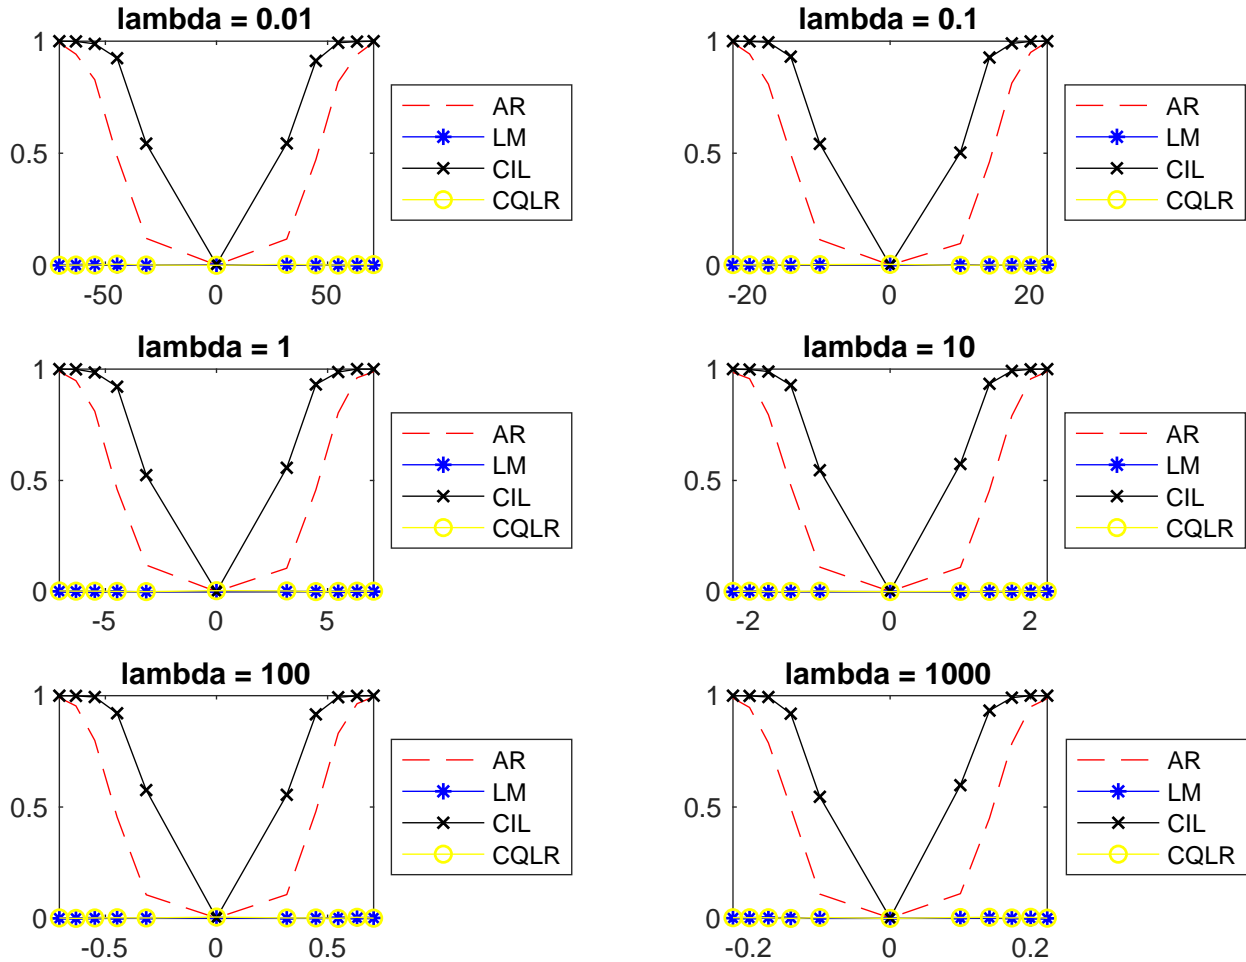 lambda = 0.01
1
0.5
0
-50
0
50
AR
LM
CIL
CQLR
lambda = 0.1
1
0.5
0
-20
0
20
AR
LM
CIL
CQLR
lambda = 1
1
0.5
0
-5
0
5
AR
LM
CIL
CQLR
lambda = 10
1
0.5
0
-2
0
2
AR
LM
CIL
CQLR
lambda = 100
1
0.5
0
-0.5
0
0.5
AR
LM
CIL
CQLR
lambda = 1000
1
0.5
0
-0.2
0
0.2
AR
LM
CIL
CQLR